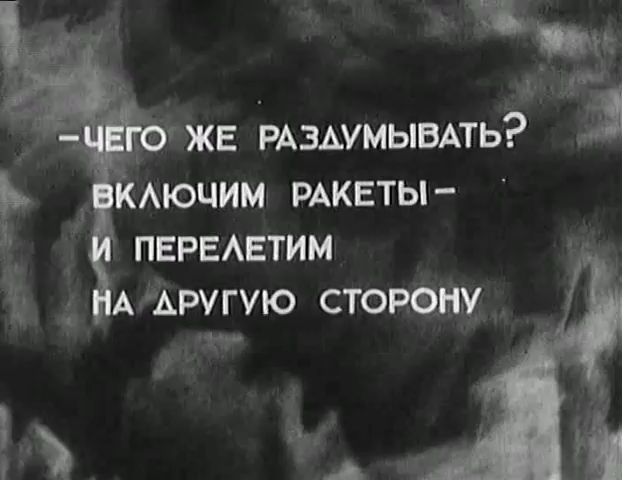 –ЧЕГО ЖЕ РАЗДУМЫВАТЬ?
ВКЛЮЧИМ РАКЕТЫ–
И ПЕРЕЛЕТИМ
НА ДРУГУЮ СТОРОНУ